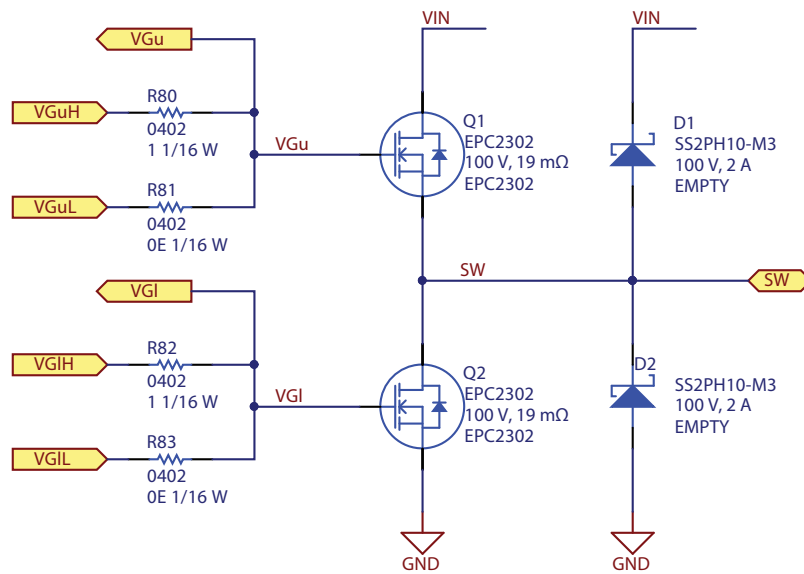 VGu
VGuH
R80
0402
1 1/16 W
VGu
VGuL
R81
0402
0E 1/16 W
VIN
Q1
EPC2302
100 V, 19 mΩ
EPC2302
VIN
D1
SS2PH10-M3
100 V, 2 A
EMPTY
SW
SW
VGl
VGlH
R82
0402
1 1/16 W
VGl
VGlL
R83
0402
0E 1/16 W
Q2
EPC2302
100 V, 19 mΩ
EPC2302
D2
SS2PH10-M3
100 V, 2 A
EMPTY
GND
GND